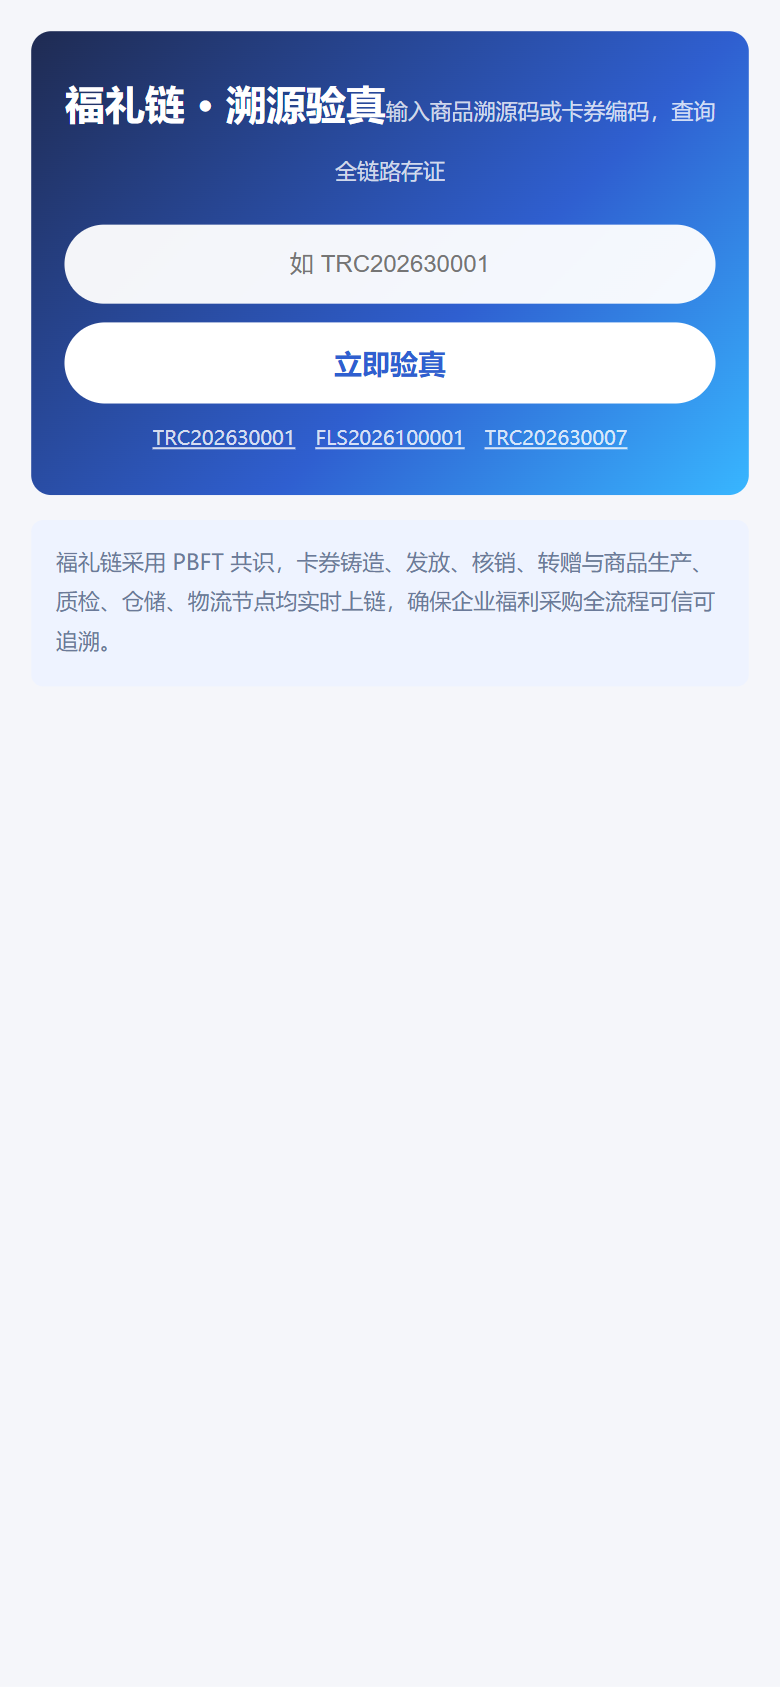 福礼链·溯源验真输入商品溯源码或卡券编码，查询
全链路存证
如 TRC202630001
立即验真
TRC202630001 FLS2026100001 TRC202630007
福礼链采用 PBFT 共识，卡券铸造、发放、核销、转赠与商品生产、
质检、仓储、物流节点均实时上链，确保企业福利采购全流程可信可
追溯。